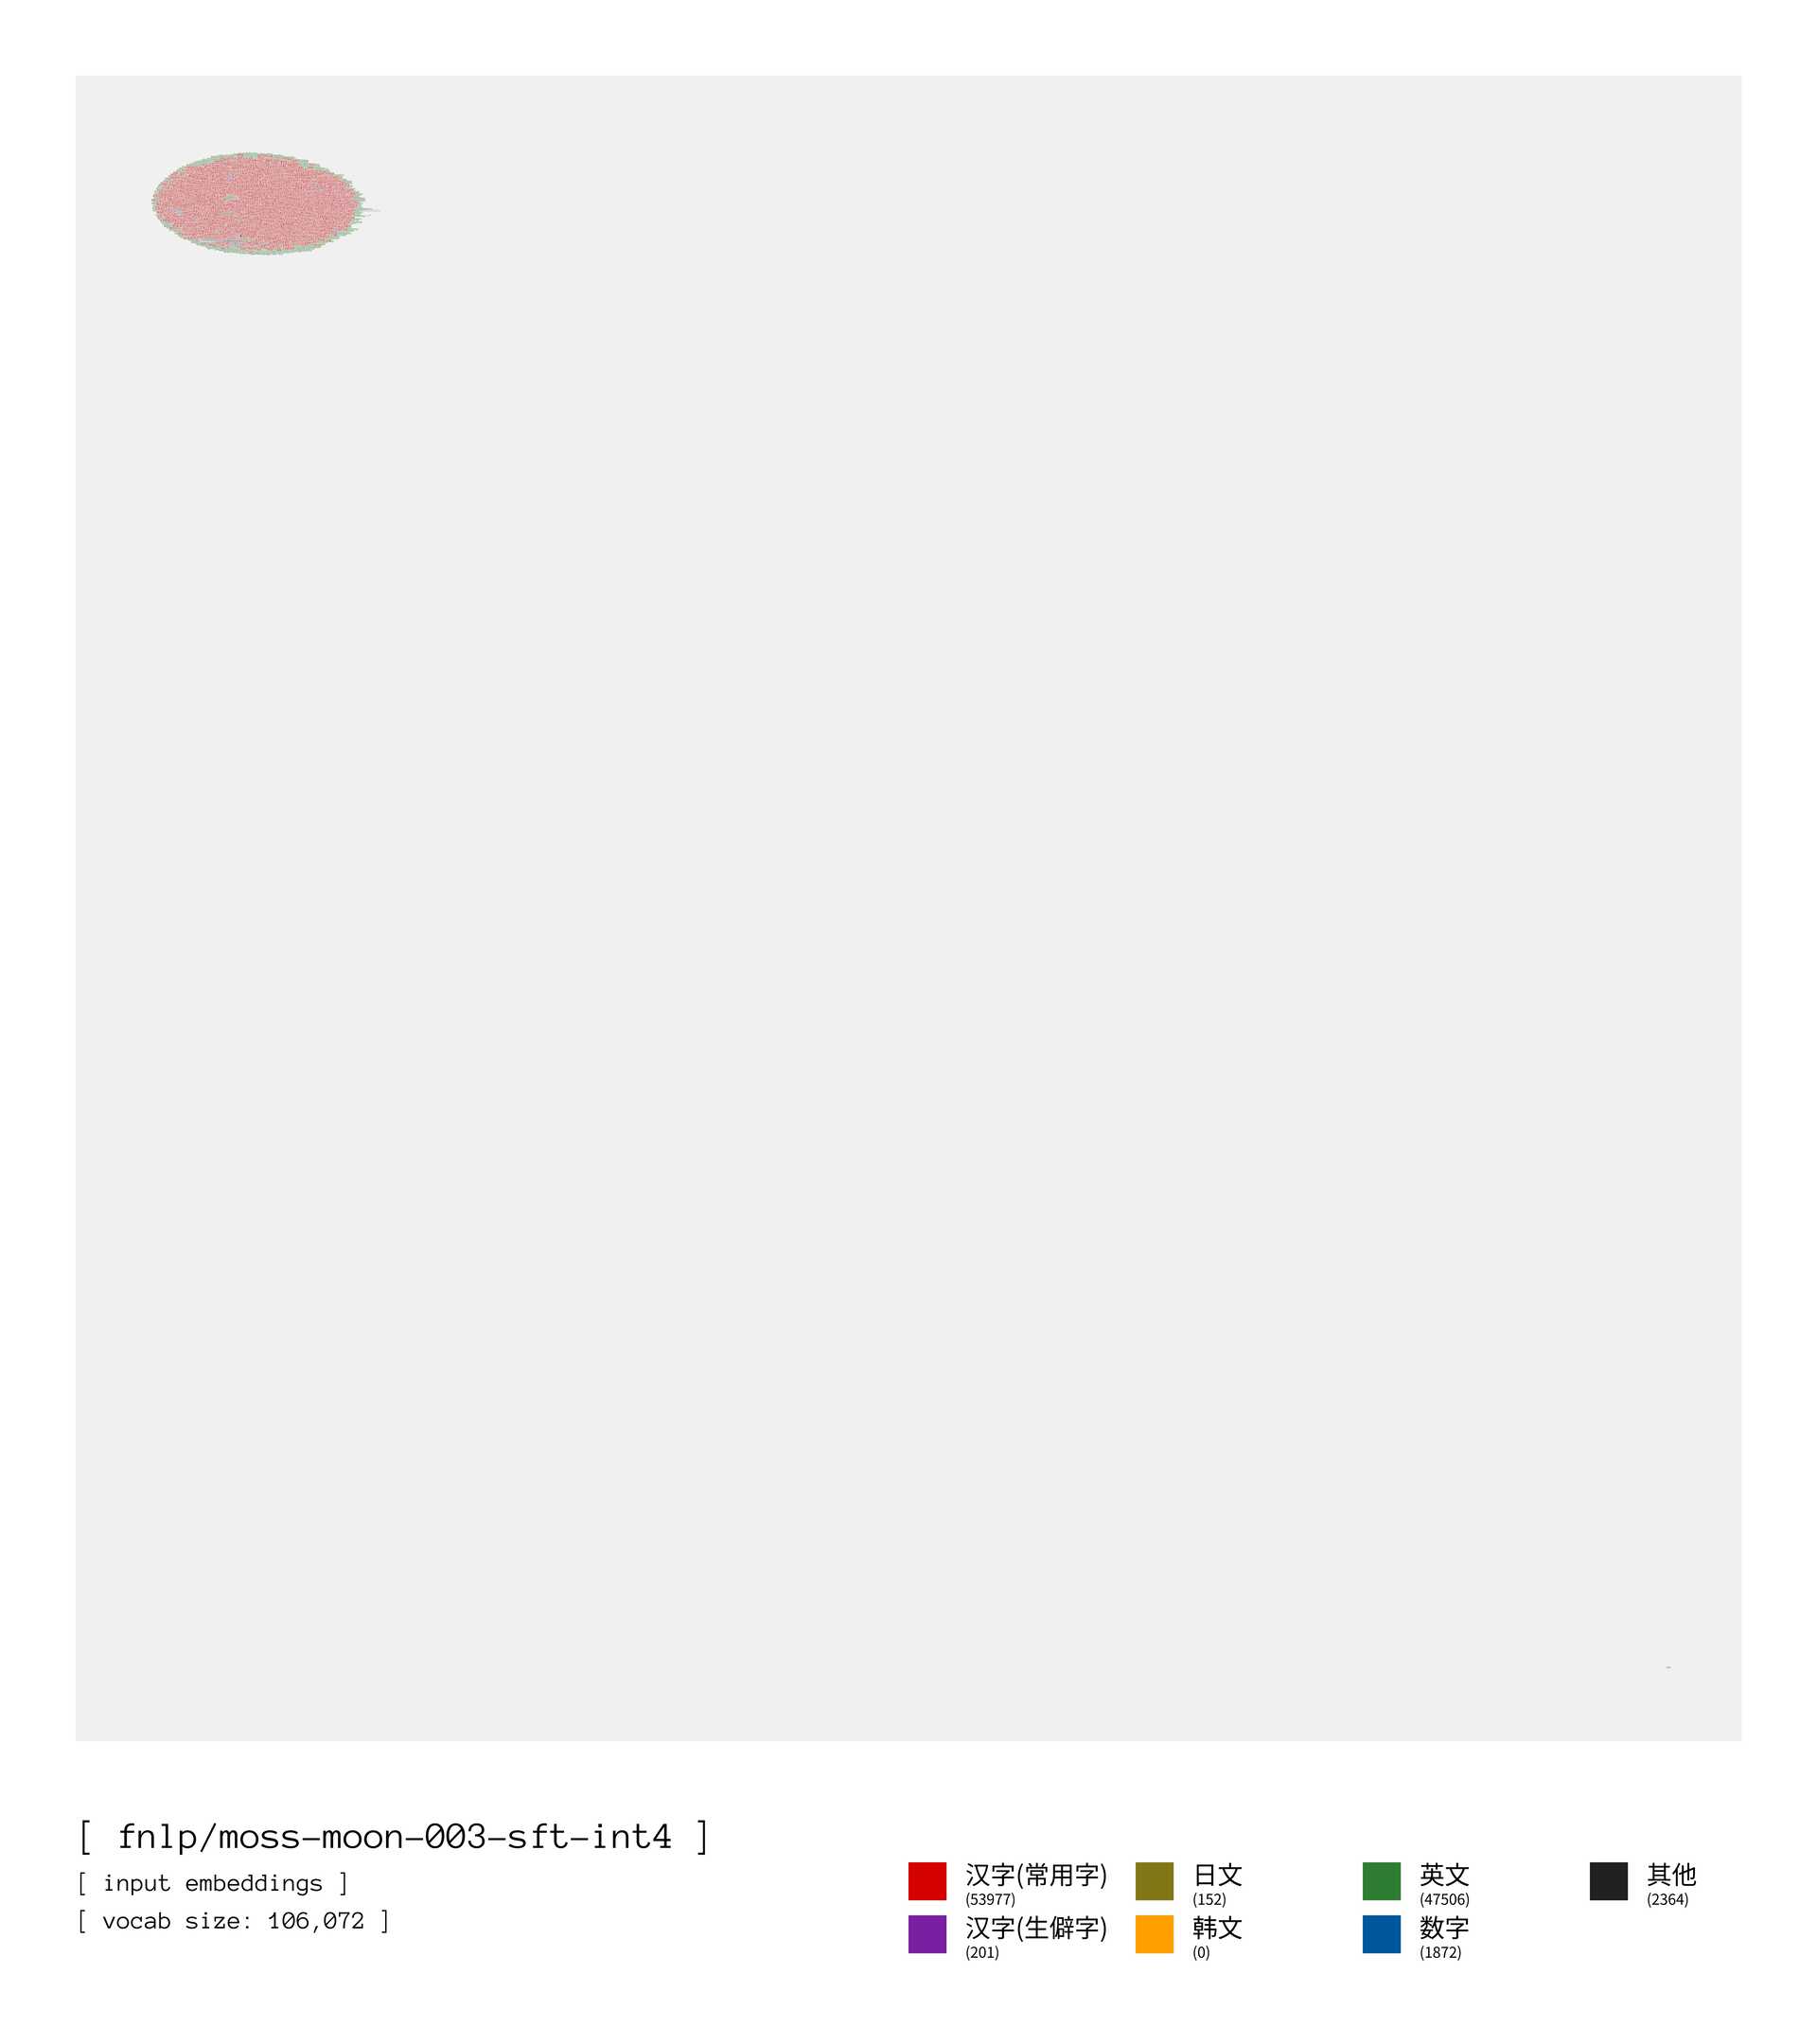 [ fnlp/moss-moon-003-sft-int4 ]
[ input embeddings ]
[ vocab size: 106,072 ]
汉字(常用字)
(53977)
汉字(生僻字)
(201)
日文
(152)
韩文
(0)
英文
(47506)
数字
(1872)
其他
(2364)